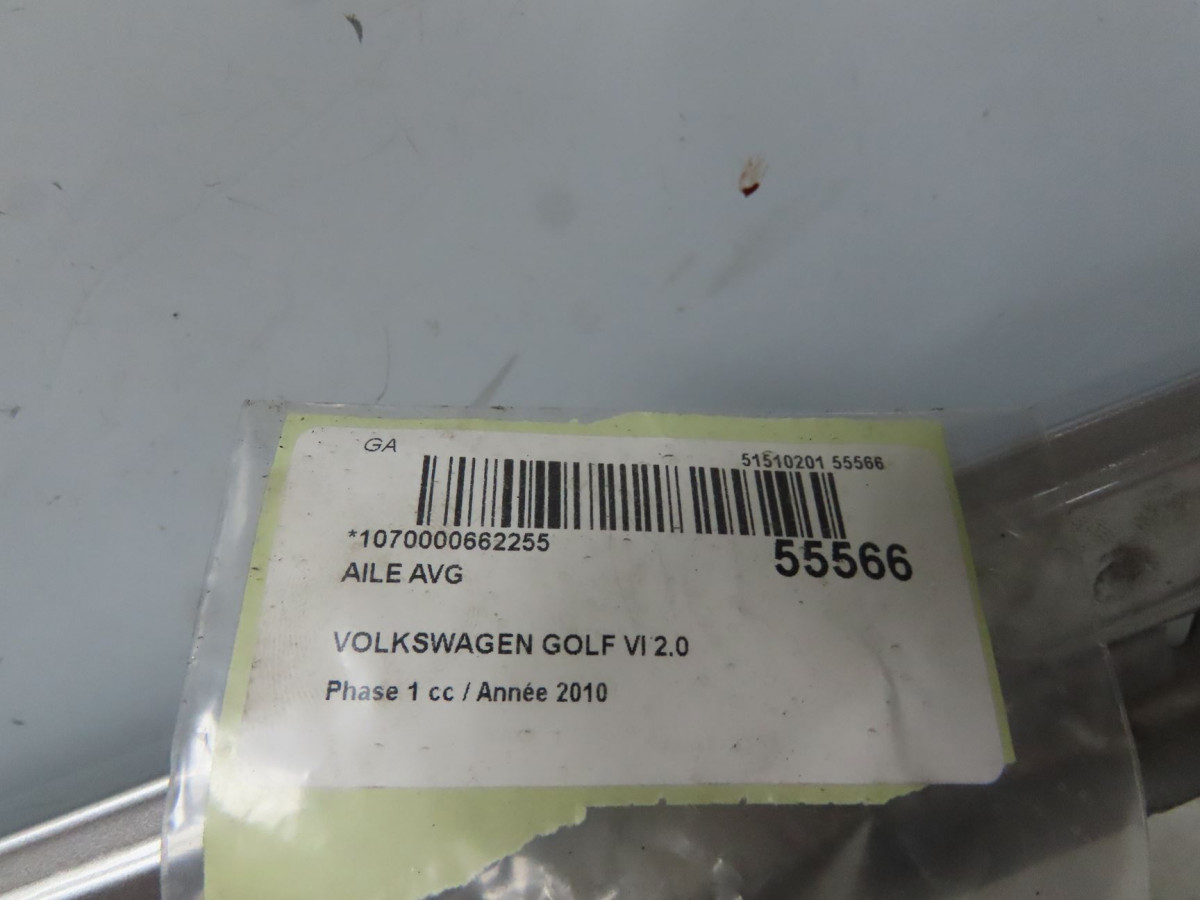 GA
51510201 55566
*1070000662255
55566
AILE AVG
VOLKSWAGEN GOLF VI 2.0
Phase 1 cc / Année 2010